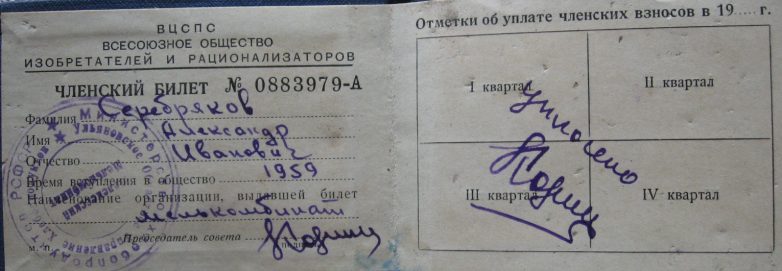 ВЦСПС
ВСЕСОЮЗНОЕ ОБЩЕСТВО
ИЗОБРЕТАТЕЛЕЙ И РАЦИОНАЛИЗАТОРОВ
ЧЛЕНСКИЙ БИЛЕТ № 0883979-А
Фамилия Серебряков
Имя Александр
Отчество Иванович
Время вступления в общество 1959
Наименование организации, выдавшей билет
мелькомбинат
Председатель совета
М. П.
Отметки об уплате членских взносов в 19.....г.
I квартал
II квартал
III квартал
IV квартал
Уплачено